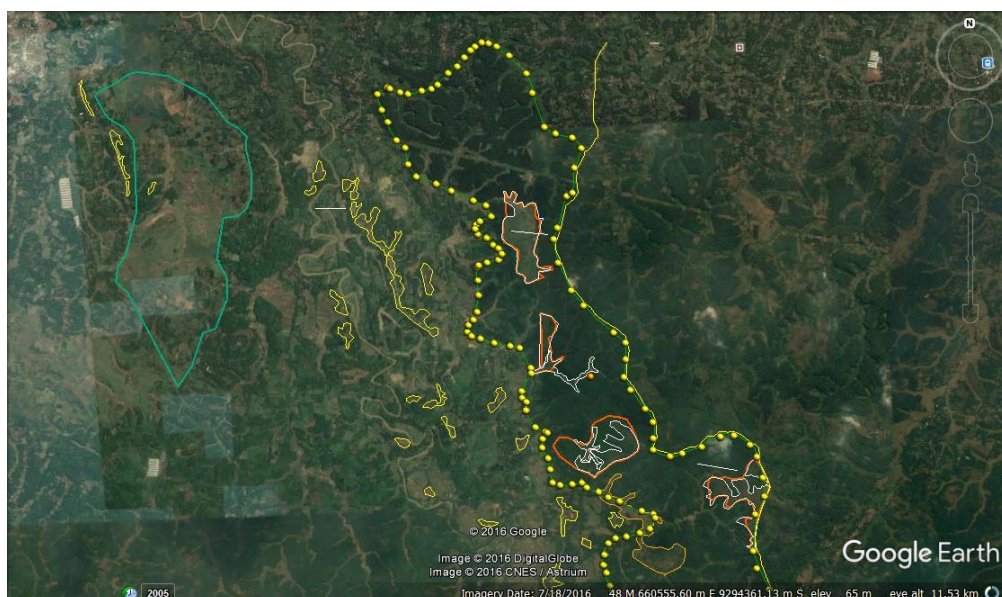 N
© 2016 Google
Image © 2016 DigitalGlobe
Image © 2016 CNES / Astrium
Google Earth
2005
Imagery Date: 7/18/2016 48 M 660555.60 m E 9294361.13 m S elev 65 m eye alt 11.53 km